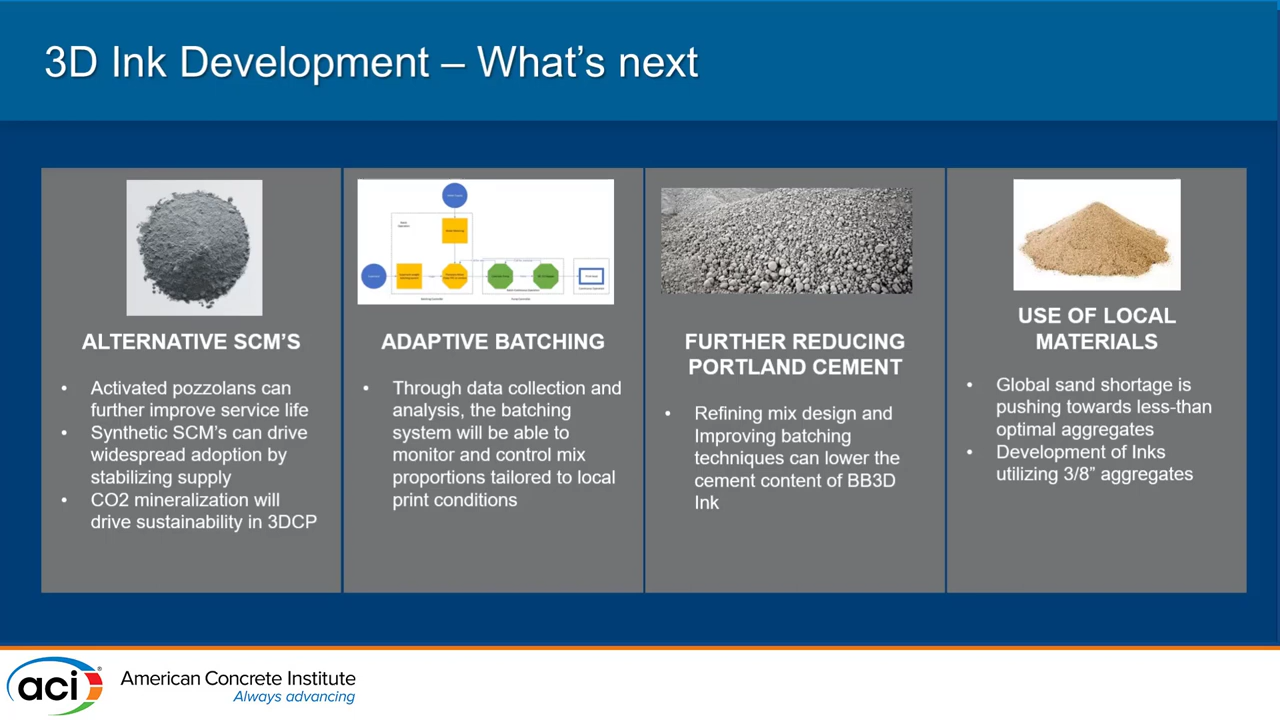 3D Ink Development – What's next
ALTERNATIVE SCM'S
• Activated pozzolans can
further improve service life
• Synthetic SCM's can drive
widespread adoption by
stabilizing supply
• CO2 mineralization will
drive sustainability in 3DCP
ADAPTIVE BATCHING
• Through data collection and
analysis, the batching
system will be able to
monitor and control mix
proportions tailored to local
print conditions
FURTHER REDUCING
PORTLAND CEMENT
• Refining mix design and
Improving batching
techniques can lower the
cement content of BB3D
Ink
USE OF LOCAL
MATERIALS
• Global sand shortage is
pushing towards less-than
optimal aggregates
• Development of Inks
utilizing 3/8” aggregates
aci®
American Concrete Institute
Always advancing